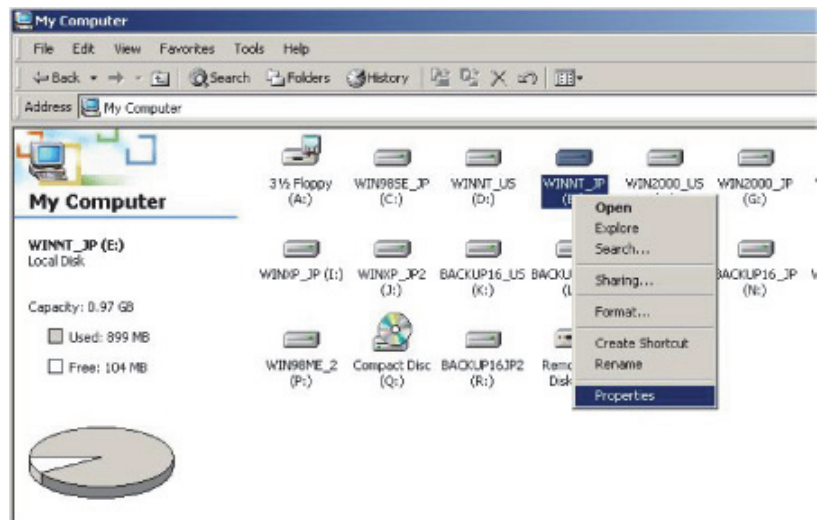 My Computer
File Edit View Favorites Tools Help
Back Search Folders History
Address My Computer
My Computer
WINNT_JP (E:)
Local Disk
Capacity: 0.97 GB
Used: 899 MB
Free: 104 MB
3½ Floppy (A:)
WIN98SE_JP (C:)
WINNT_US (D:)
WINNT_JP
WIN2000_US
WIN2000_JP (G:)
WINXP_JP (I:)
WINXP_JP2 (J:)
BACKUP16_US (K:)
BACKUP16_JP (N:)
WIN98ME_2 (P:)
Compact Disc (Q:)
BACKUP16JP2 (R:)
Open
Explore
Search...
Sharing...
Format...
Create Shortcut
Rename
Properties